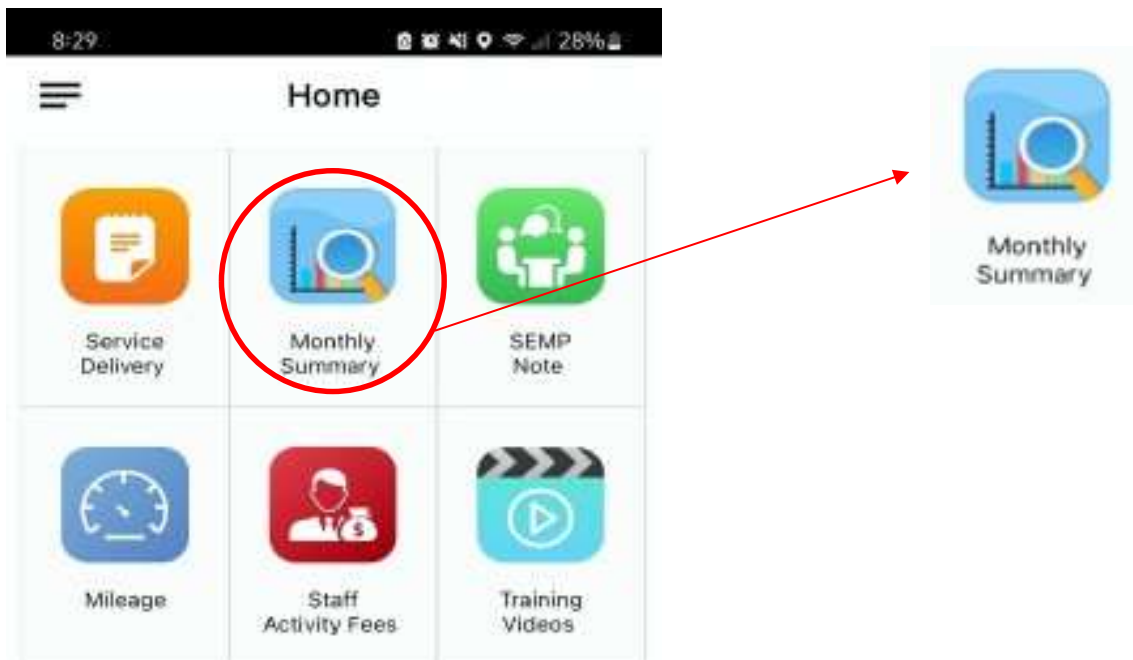 8:29
28%
Home
Service
Delivery
Monthly
Summary
SEMP
Note
Mileage
Staff
Activity Fees
$
Training
Videos
Monthly
Summary